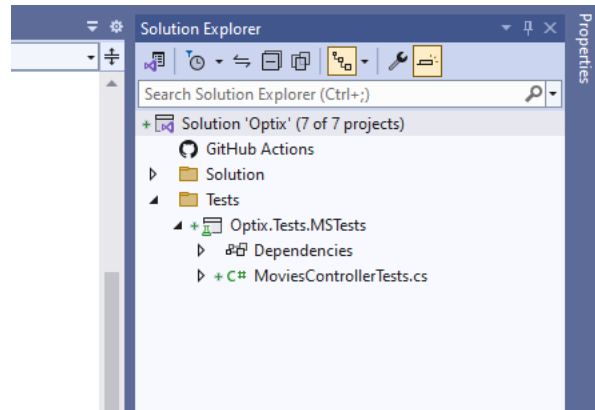 Solution Explorer
Search Solution Explorer (Ctrl+;)
Solution 'Optix' (7 of 7 projects)
GitHub Actions
Solution
Tests
Optix.Tests.MSTests
Dependencies
C# MoviesControllerTests.cs
Properties